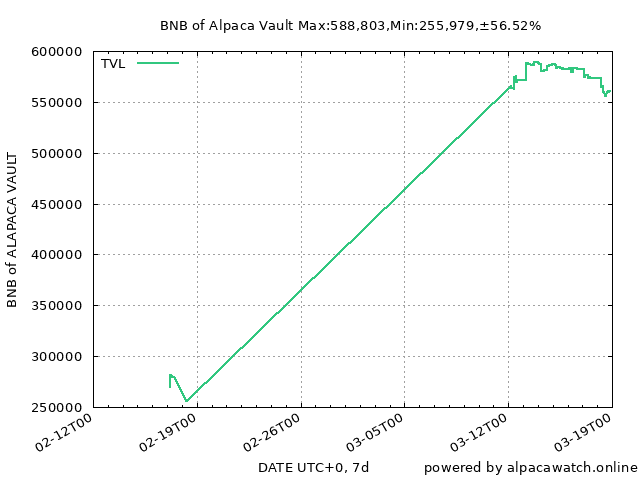 BNB of Alpaca Vault Max:588,803,Min:255,979,±56.52%
TVL
600000
550000
500000
450000
400000
350000
300000
250000
BNB of ALAPACA VAULT
02-12T00
02-19T00
02-26T00
03-05T00
03-12T00
03-19T00
DATE UTC+0, 7d
powered by alpacawatch.online